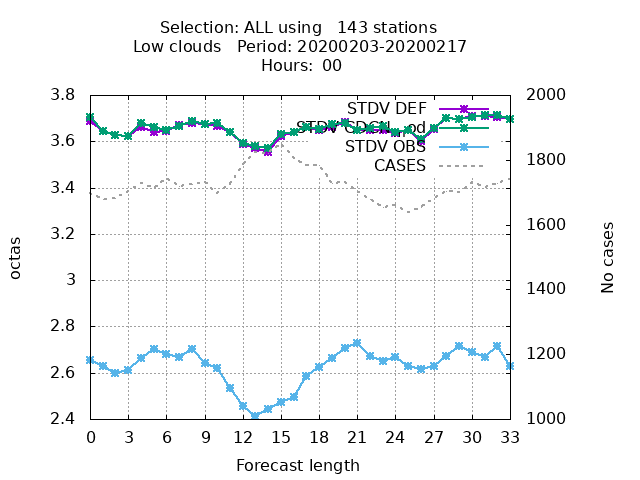 Selection: ALL using   143 stations
Low clouds   Period: 20200203-20200217
Hours: 00
3.8
3.6
3.4
3.2
3
2.8
2.6
2.4
octas
STDV DEF
STDV
STDV OBS
CASES
2000
1800
1600
1400
1200
1000
No cases
0 3 6 9 12 15 18 21 24 27 30 33
Forecast length